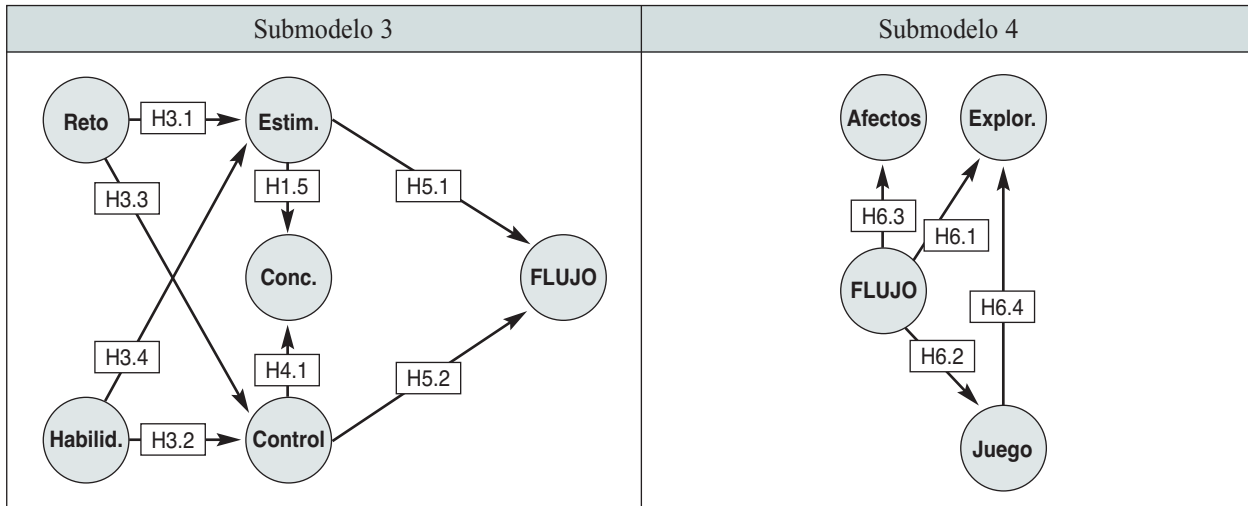 Submodelo 3
Submodelo 4
Reto
H3.1
Estim.
H3.3
H1.5
H5.1
Conc.
FLUJO
H3.4
H4.1
H5.2
Habilid.
H3.2
Control
Afectos
Explor.
H6.3
H6.1
FLUJO
H6.4
H6.2
Juego